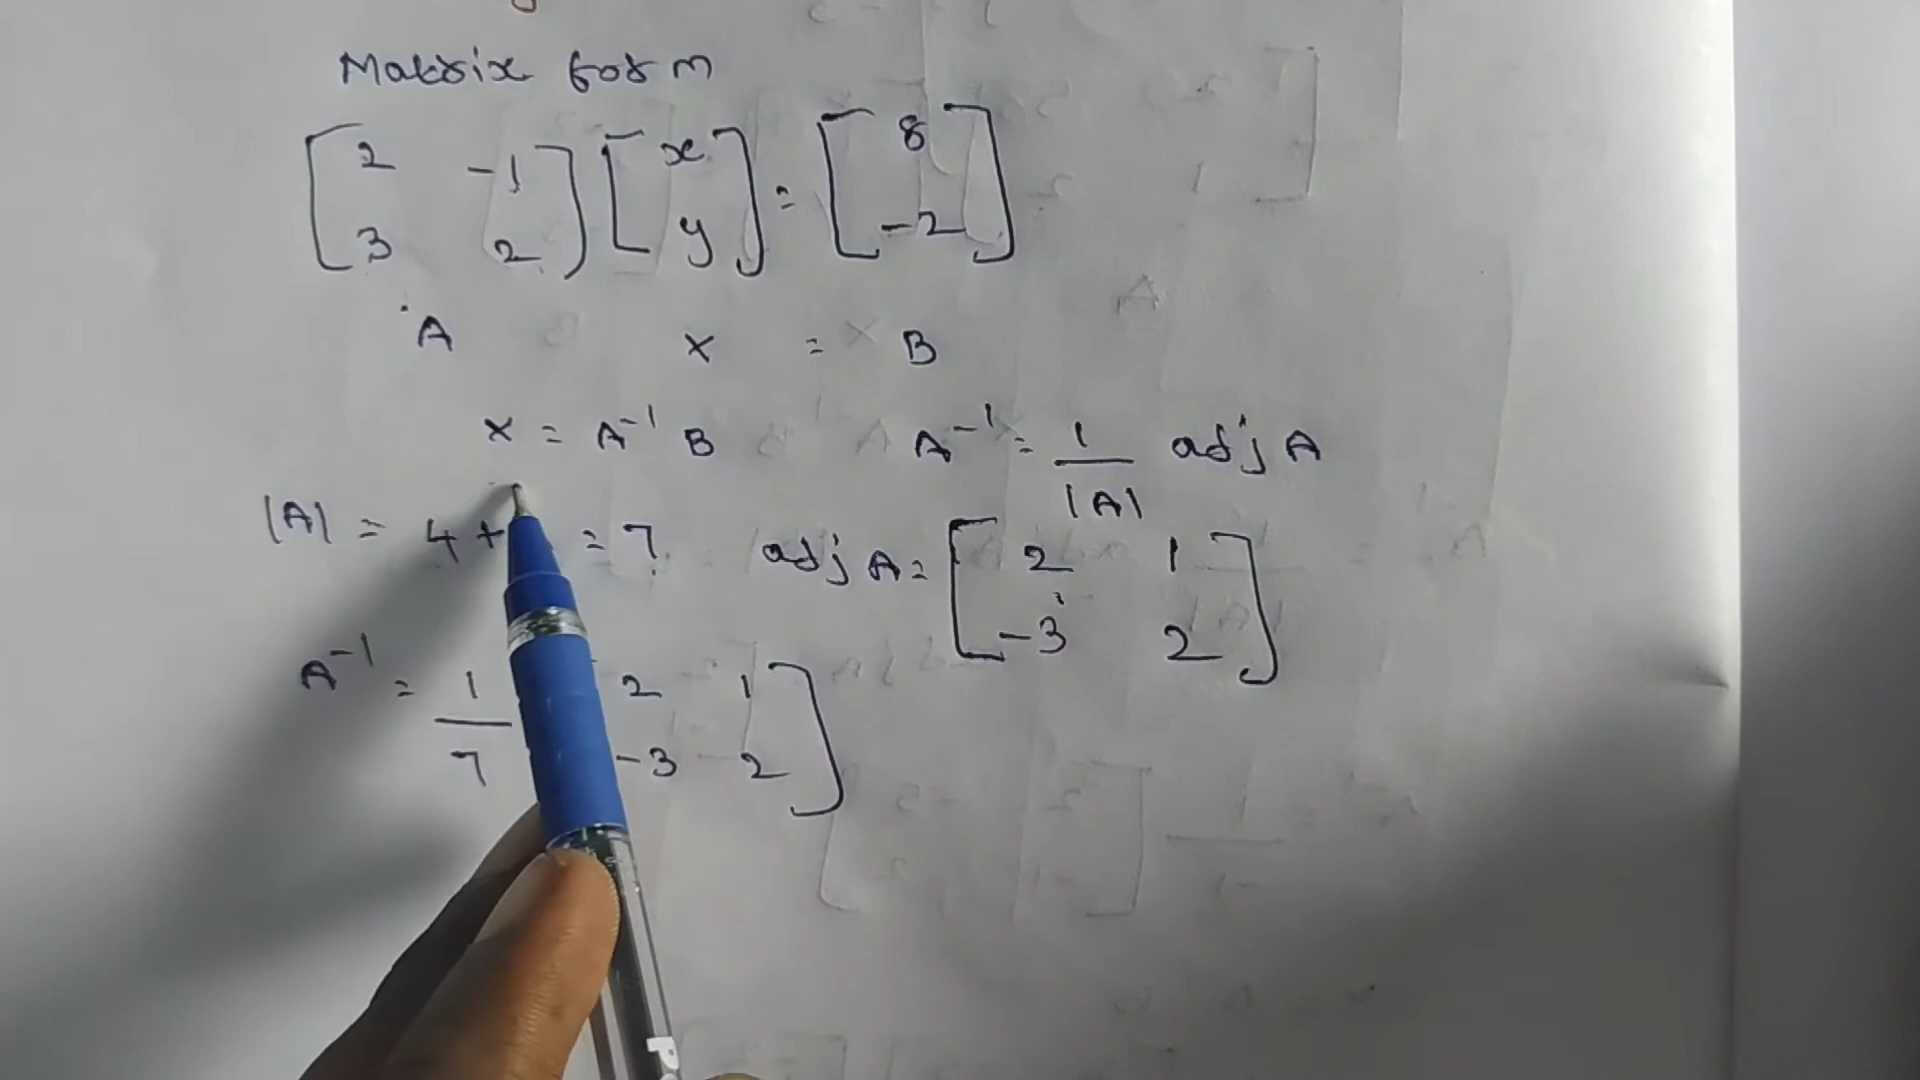 Matrix form
[2 -1
3 2] [x
y] = [8
-2]
A X = B
X = A⁻¹ B A⁻¹ = 1/|A| adj A
|A| = 4+ = 7 adj A = [2 1
-3 2]
A⁻¹ = 1/7 2 1
-3 2]